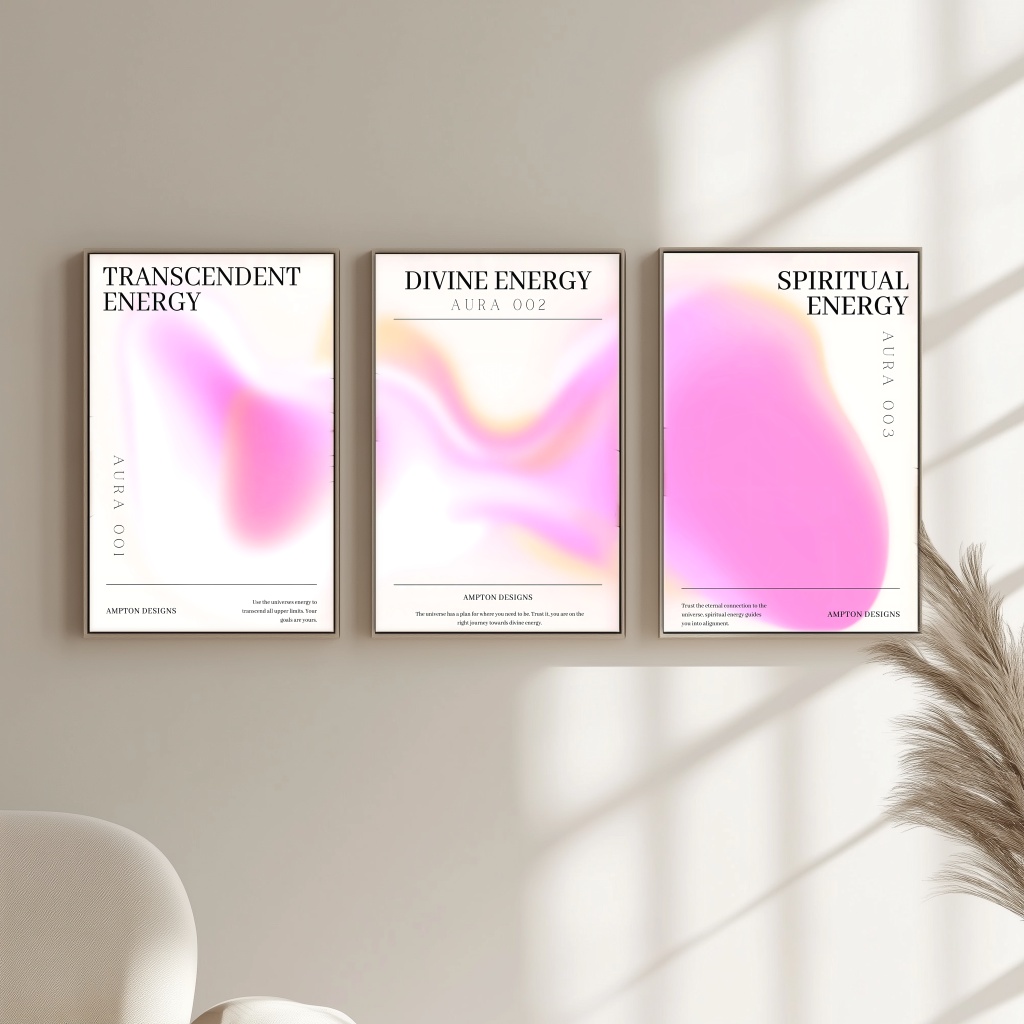 TRANSCENDENT
ENERGY
AURA 001
AMPTON DESIGNS
Use the universes energy to
transcend all upper limits. Your
goals are yours.
DIVINE ENERGY
AURA 002
AMPTON DESIGNS
The universe has a plan for where you need to be. Trust it, you are on the
right journey towards divine energy.
SPIRITUAL
ENERGY
AURA 003
Trust the eternal connection to the
universe, spiritual energy guides
you into alignment.
AMPTON DESIGNS